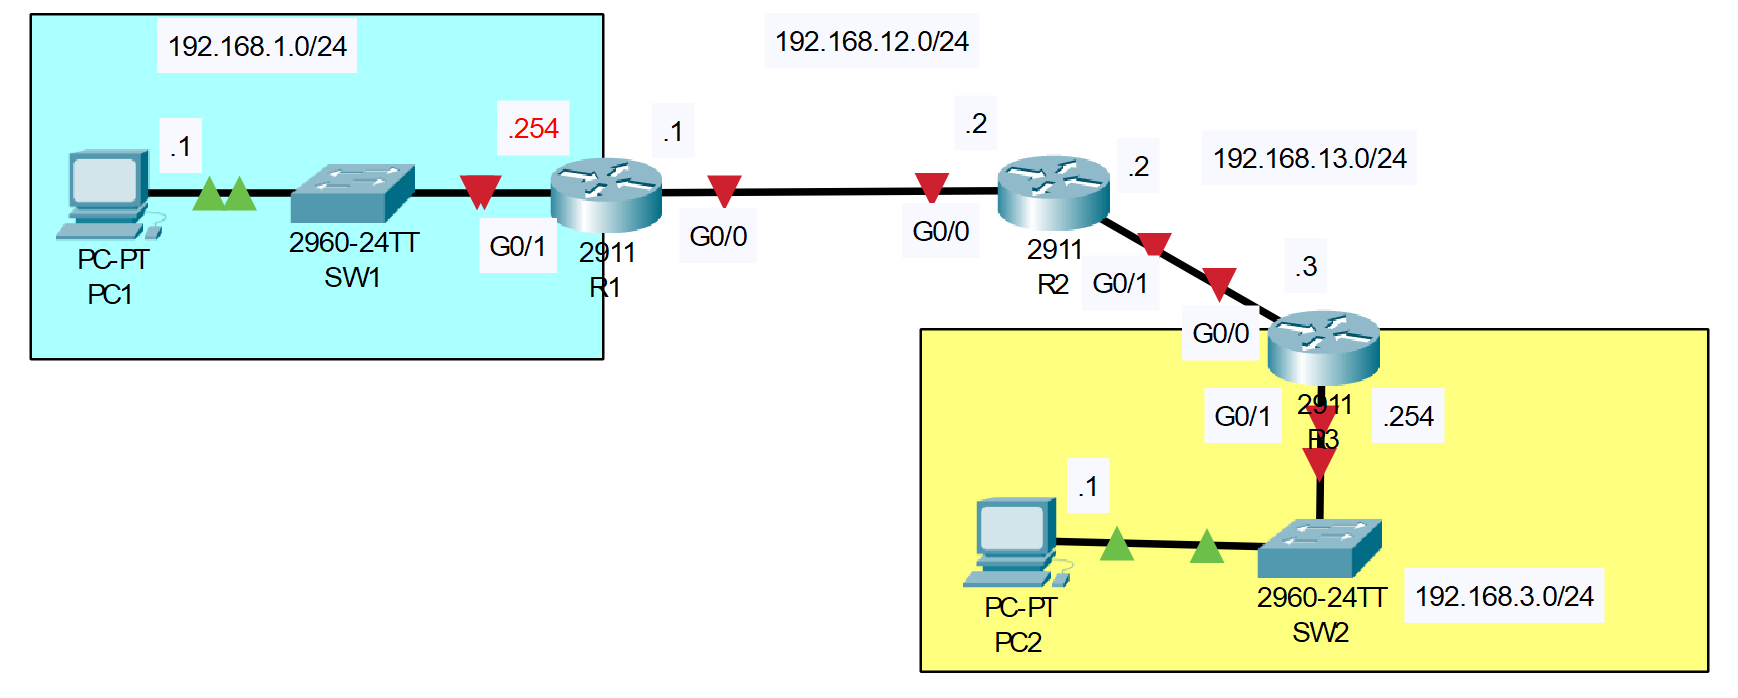 192.168.1.0/24
192.168.12.0/24
.254
.1
.2
.1
192.168.13.0/24
.2
G0/1
G0/0
G0/0
2960-24TT
SW1
PC-PT
PC1
2911
R1
2911
R2
G0/1
.3
G0/0
G0/1
2911
R3
.254
.1
PC-PT
PC2
2960-24TT
SW2
192.168.3.0/24